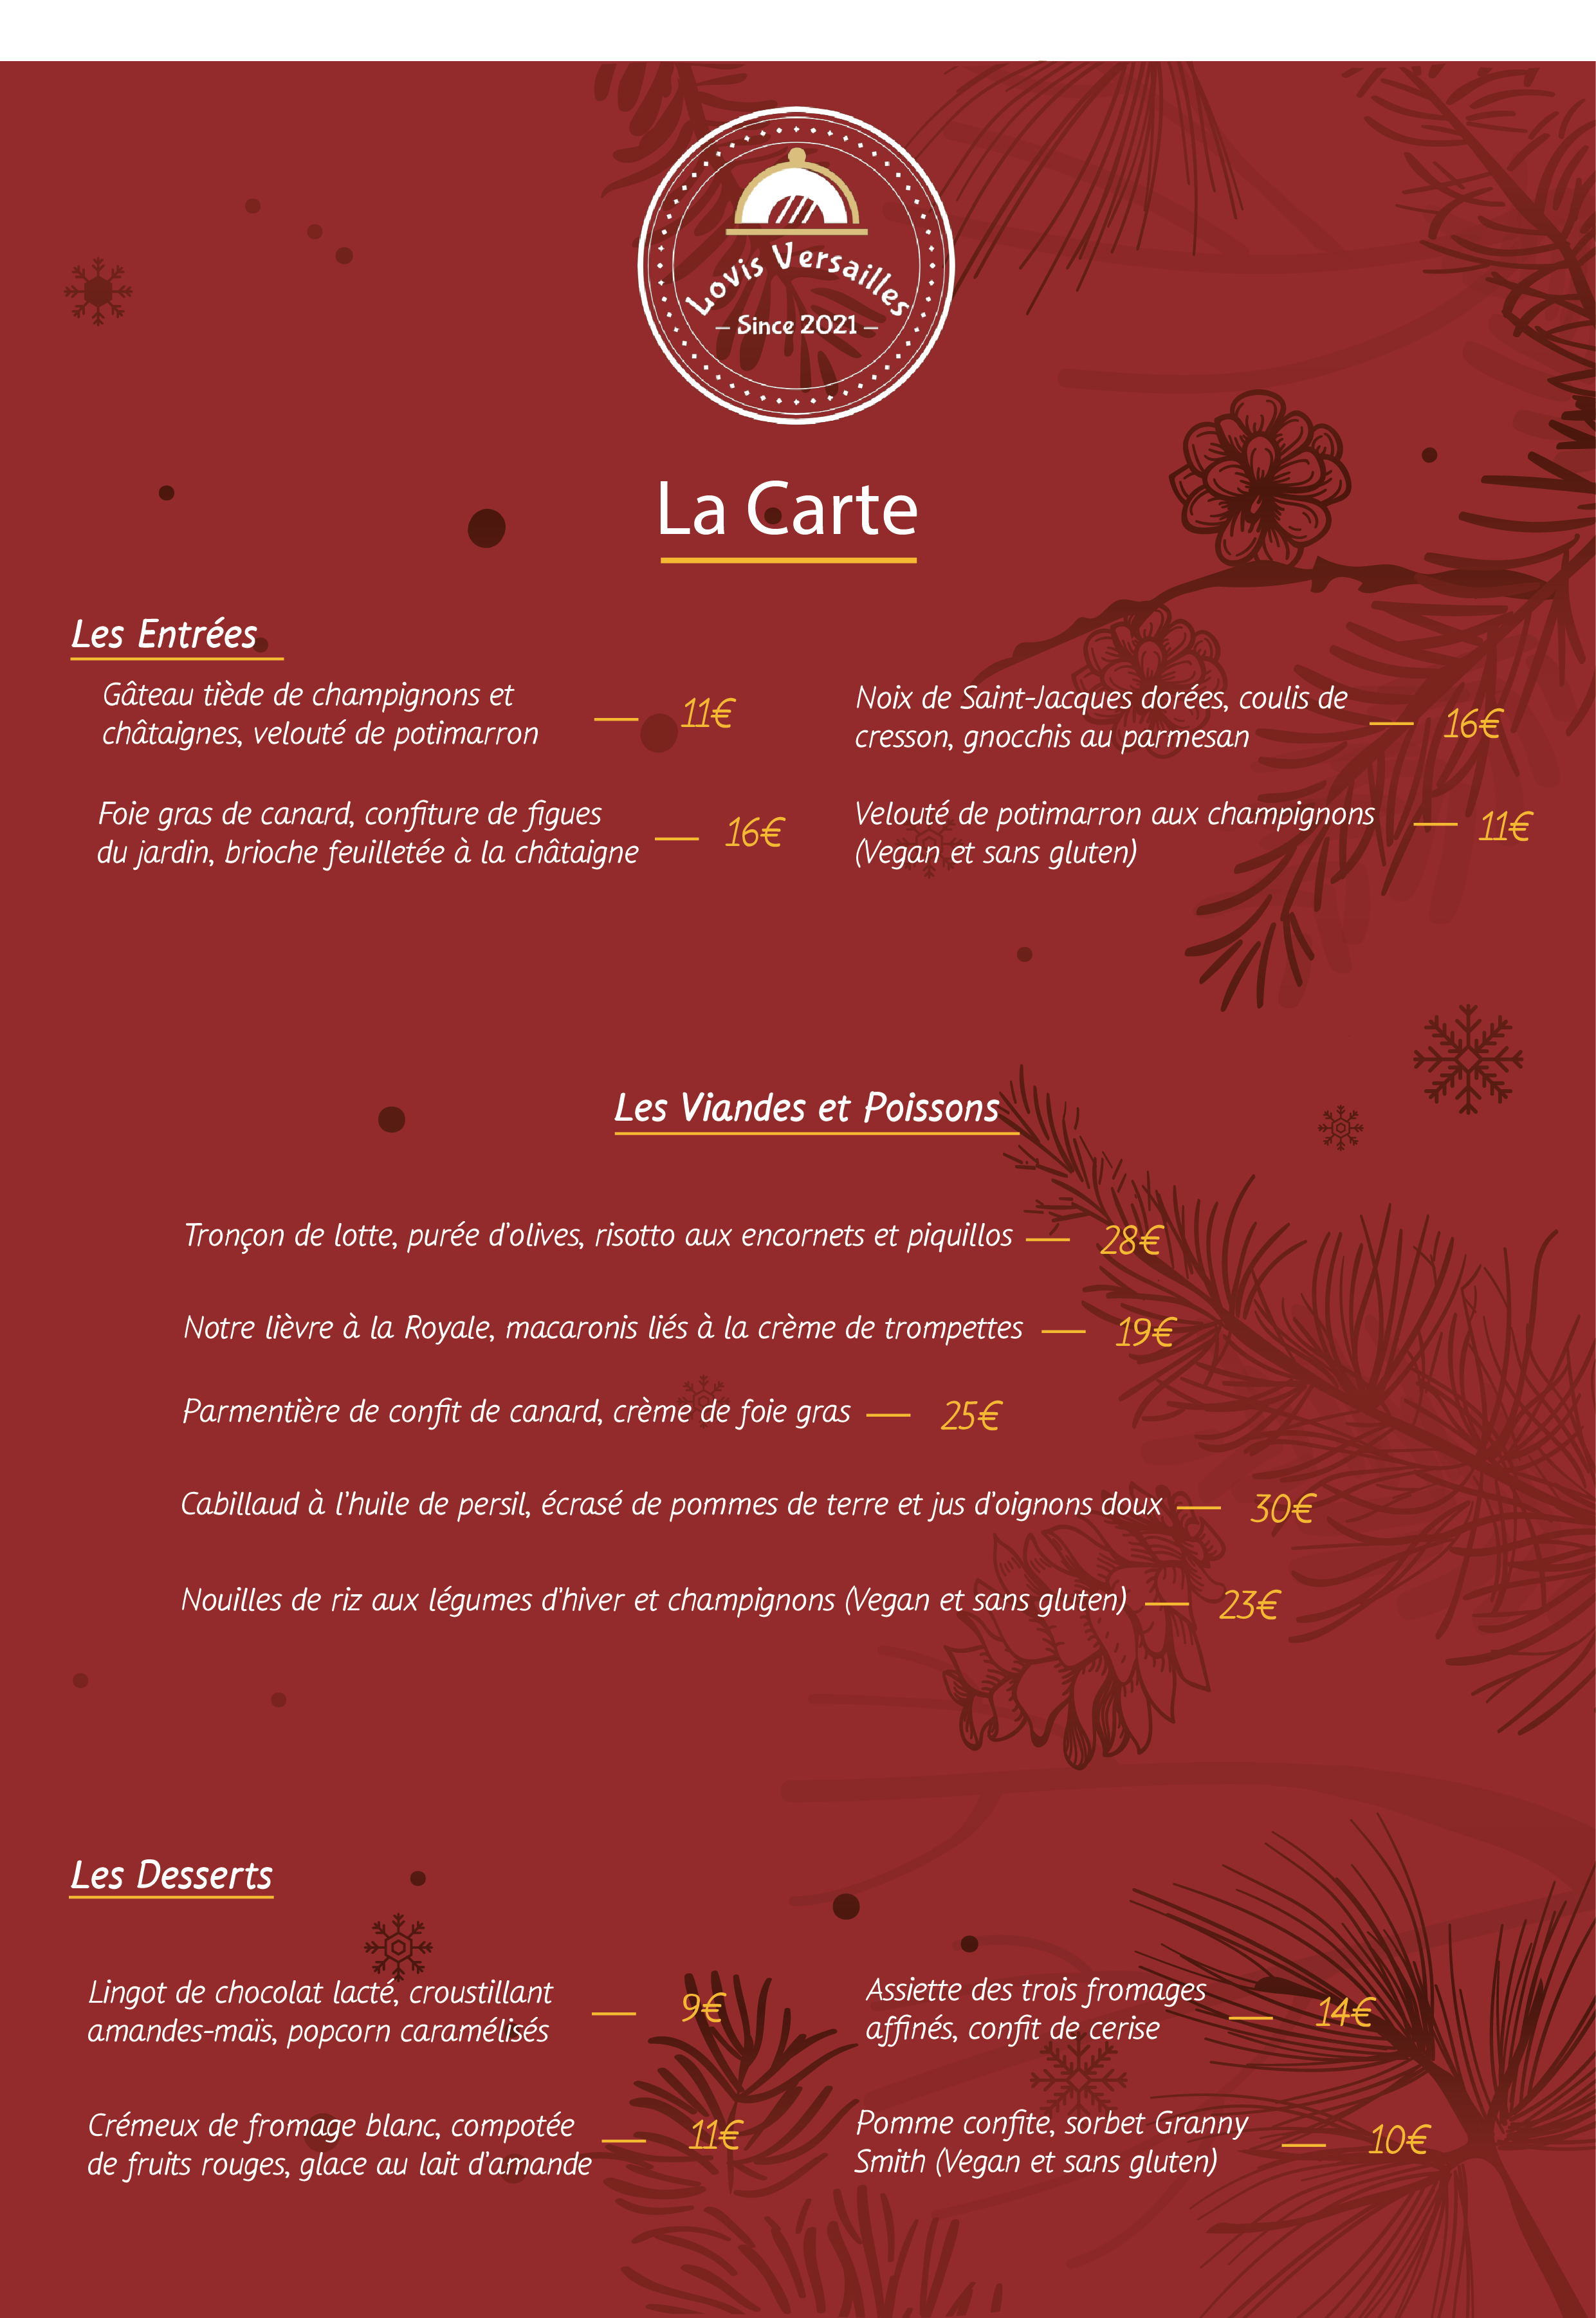 Lovis Versailles
– Since 2021 –
La Carte
Les Entrées
Gâteau tiède de champignons et
châtaignes, velouté de potimarron
— 11€
Foie gras de canard, confiture de figues
du jardin, brioche feuilletée à la châtaigne
— 16€
Noix de Saint-Jacques dorées, coulis de
cresson, gnocchis au parmesan
— 16€
Velouté de potimarron aux champignons
(Vegan et sans gluten)
— 11€
Les Viandes et Poissons
Tronçon de lotte, purée d'olives, risotto aux encornets et piquillos — 28€
Notre lièvre à la Royale, macaronis liés à la crème de trompettes — 19€
Parmentière de confit de canard, crème de foie gras — 25€
Cabillaud à l'huile de persil, écrasé de pommes de terre et jus d'oignons doux — 30€
Nouilles de riz aux légumes d'hiver et champignons (Vegan et sans gluten) — 23€
Les Desserts
Lingot de chocolat lacté, croustillant
amandes-maïs, popcorn caramélisés
— 9€
Crémeux de fromage blanc, compotée
de fruits rouges, glace au lait d'amande
— 11€
Assiette des trois fromages
affinés, confit de cerise
— 14€
Pomme confite, sorbet Granny
Smith (Vegan et sans gluten)
— 10€